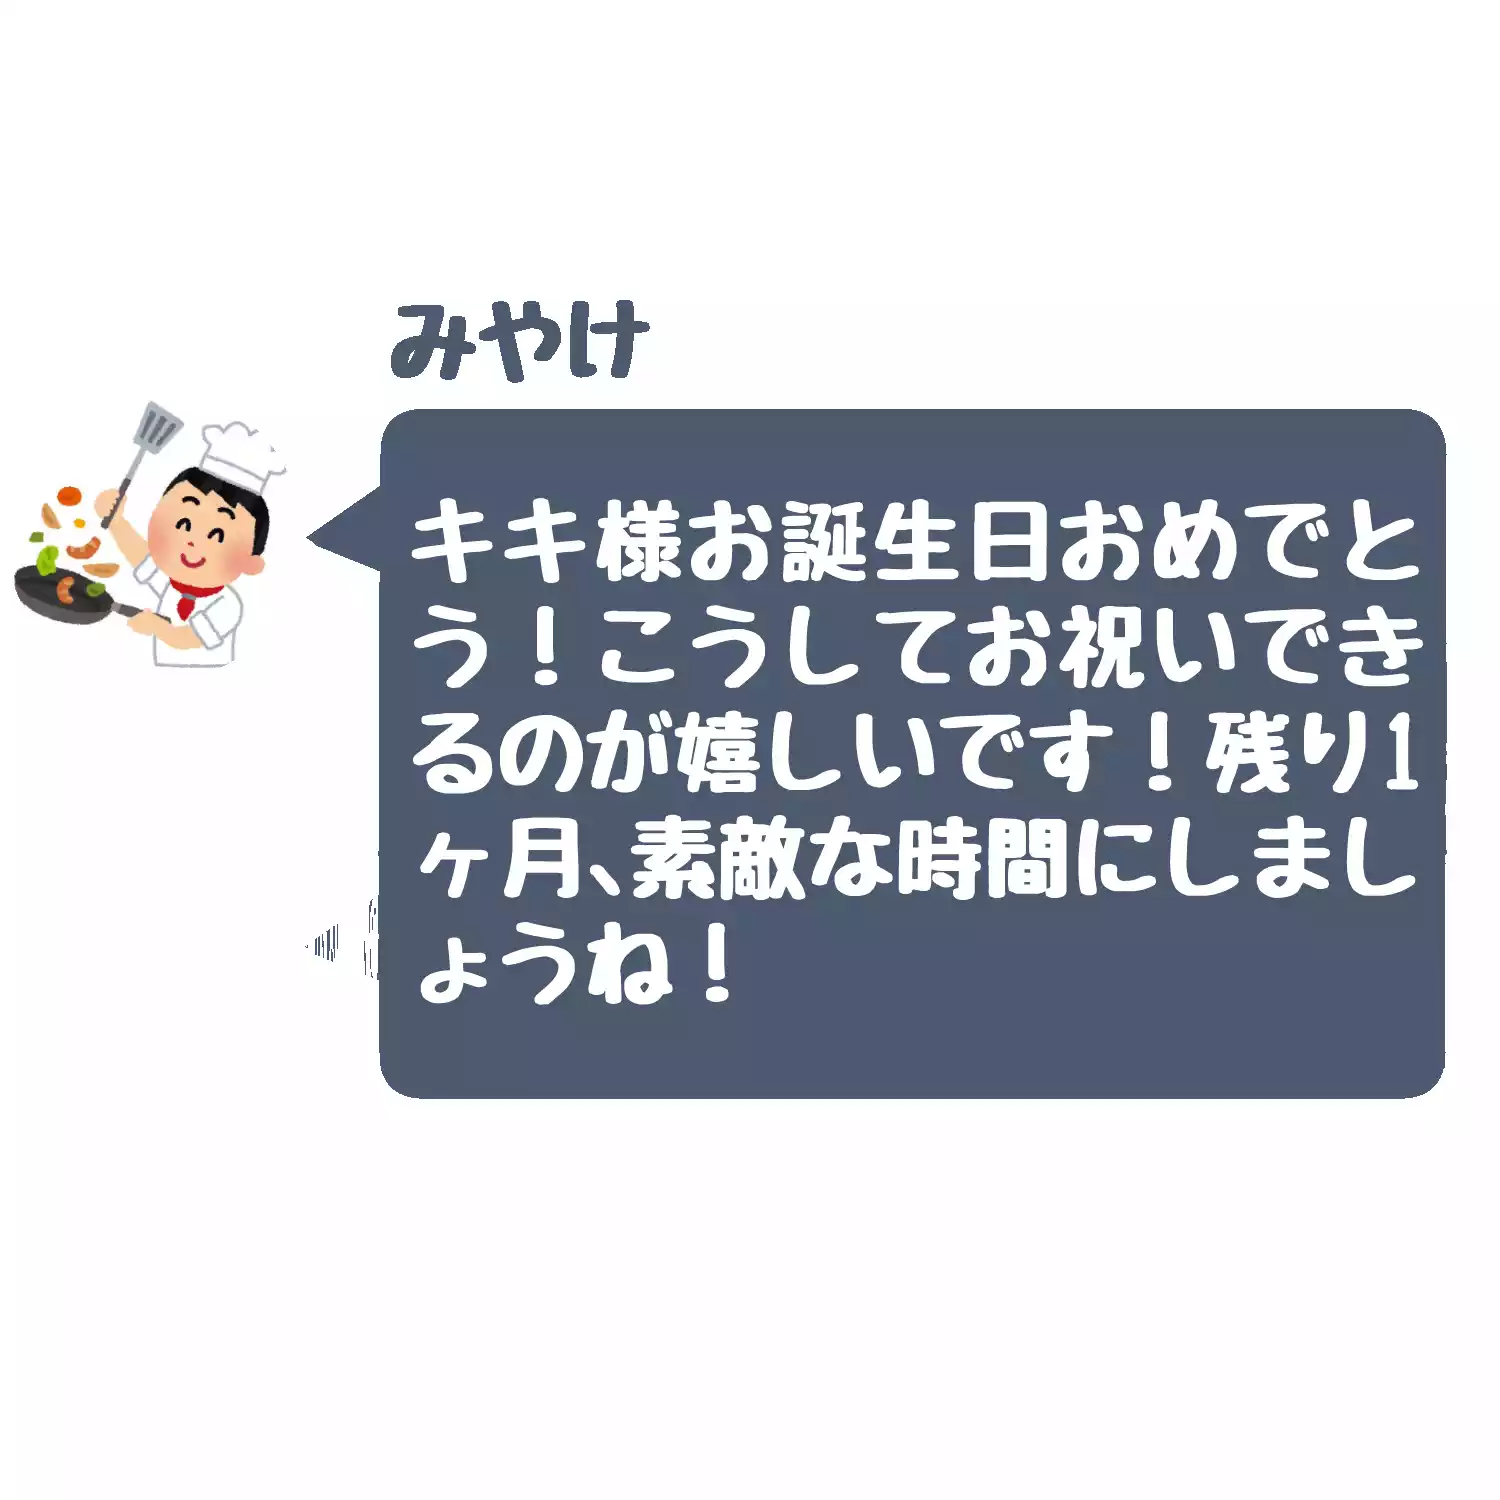 みやけ
キキ様お誕生日おめでと
う！こうしてお祝いでき
るのが嬉しいです！残り1
ヶ月、素敵な時間にしまし
ょうね！